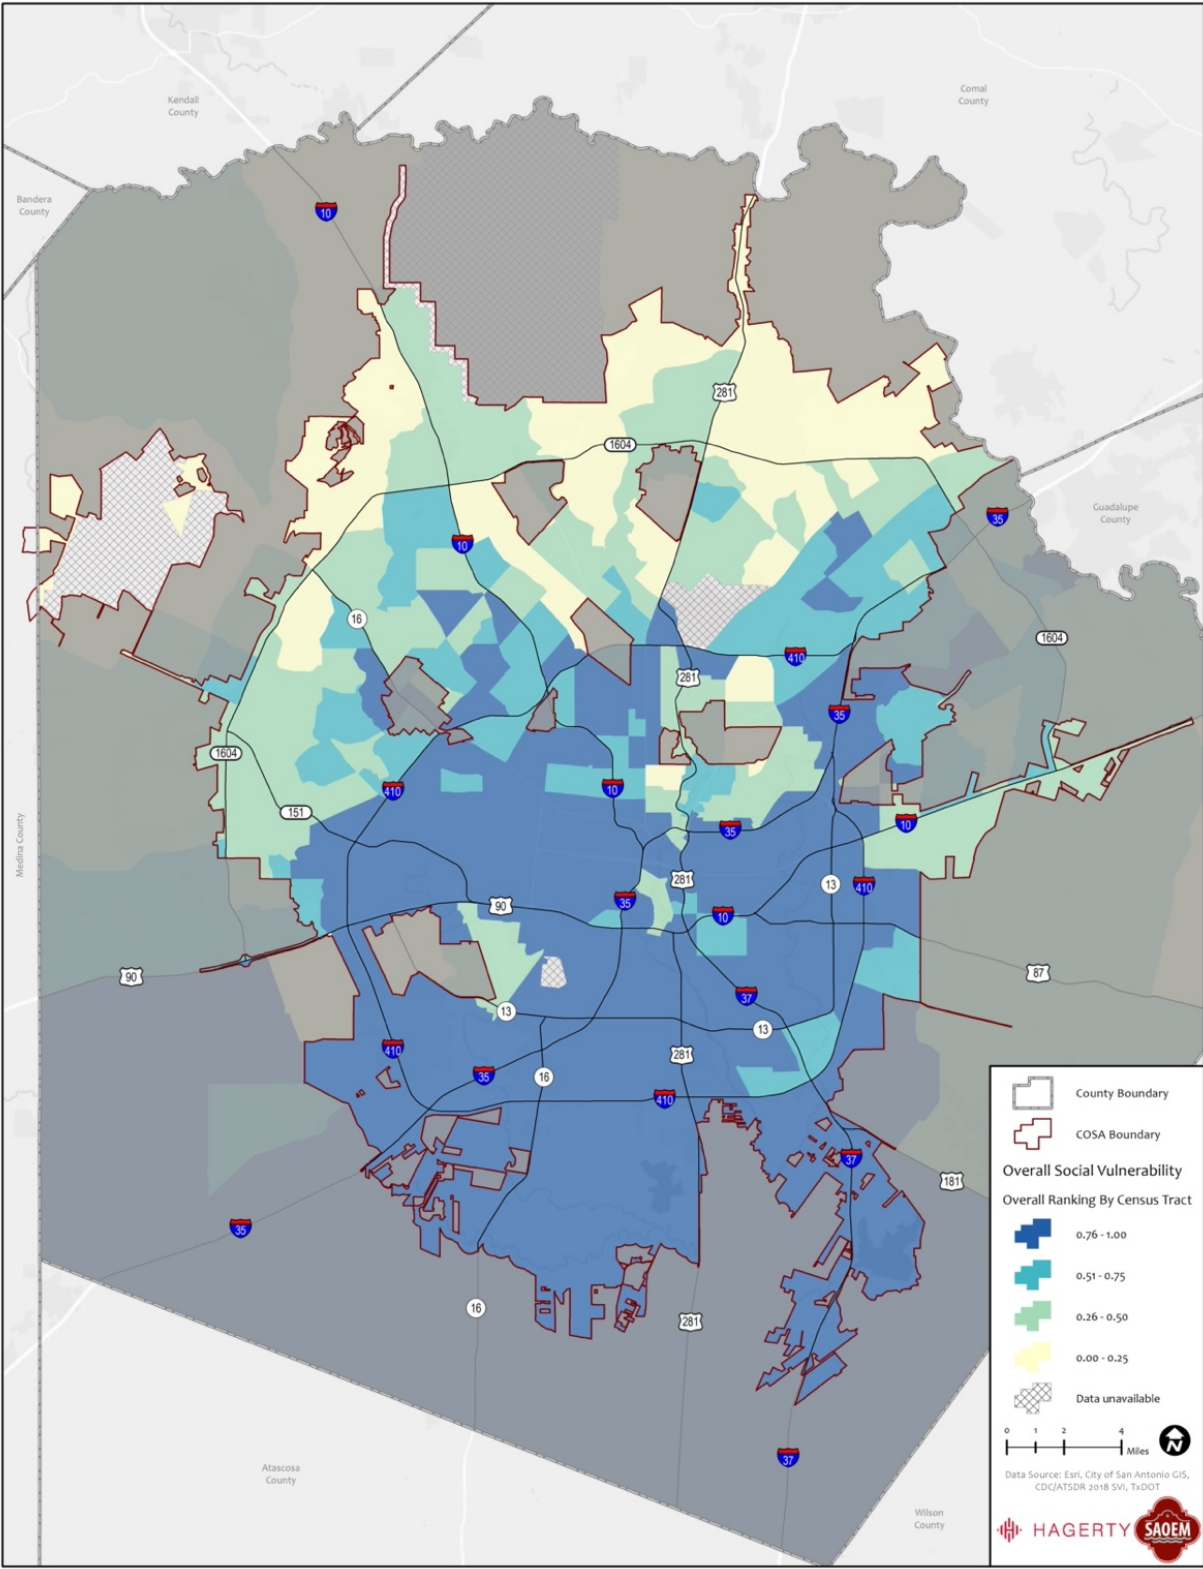 Kendall
County
Comal
County
Bandera
County
10
281
1604
35
Guadalupe
County
10
16
1604
410
281
35
1604
410
10
151
Medina County
35
10
281
13
410
90
35
10
90
87
37
13
13
410
281
35
16
410
37
181
35
16
281
37
Atascosa
County
Wilson
County
County Boundary
COSA Boundary
Overall Social Vulnerability
Overall Ranking By Census Tract
0.76 - 1.00
0.51 - 0.75
0.26 - 0.50
0.00 - 0.25
Data unavailable
0 1 2 4
Miles
N
Data Source: Esri, City of San Antonio GIS,
CDC/ATSDR 2018 SVI, TxDOT
HAGERTY
SAOEM